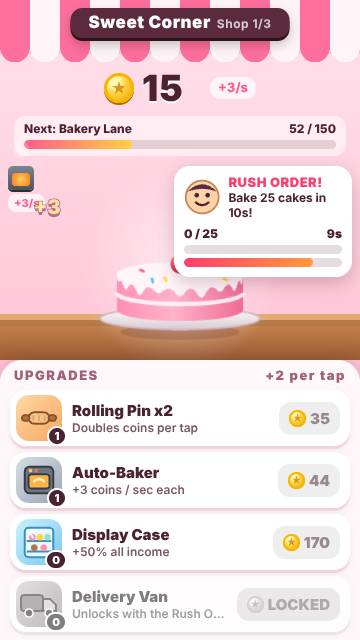 Sweet Corner Shop 1/3
15 +3/s
Next: Bakery Lane 52 / 150
+3/s
+3
RUSH ORDER!
Bake 25 cakes in
10s!
0 / 25 9s
UPGRADES +2 per tap
Rolling Pin x2
Doubles coins per tap
1
35
Auto-Baker
+3 coins / sec each
1
44
Display Case
+50% all income
0
170
Delivery Van
Unlocks with the Rush O...
0
LOCKED